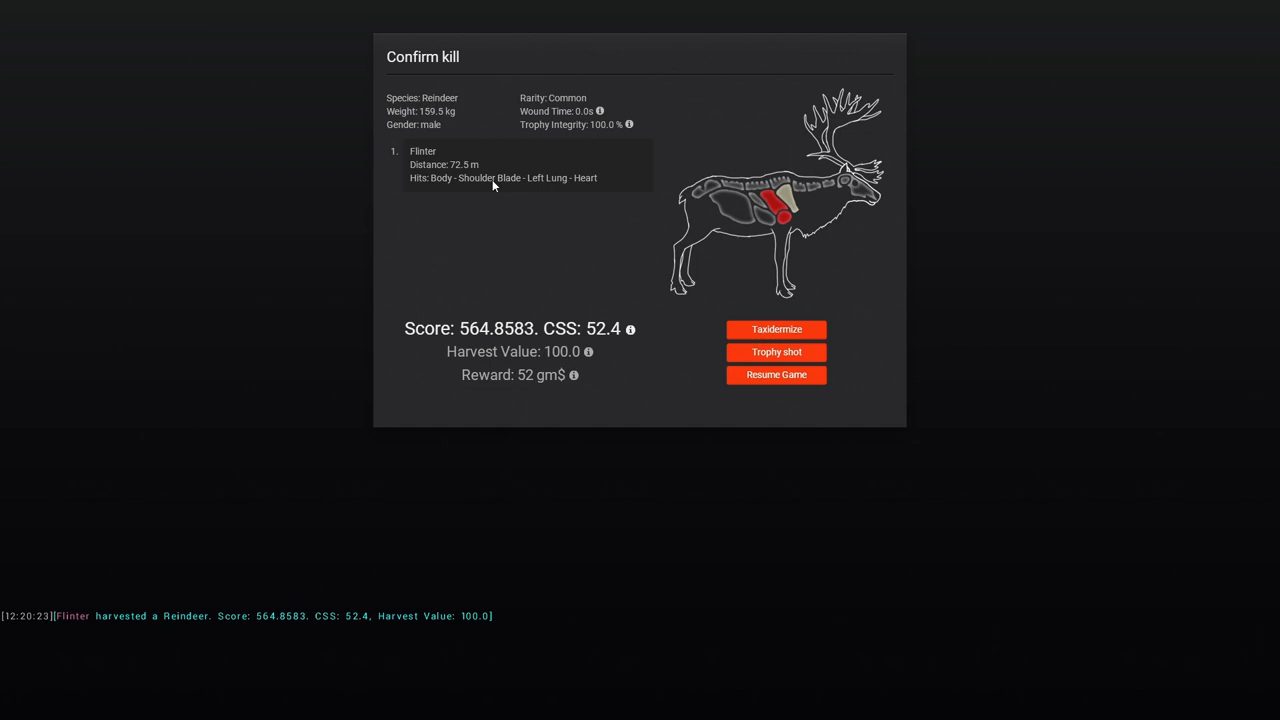 Confirm kill
Species: Reindeer
Rarity: Common
Weight: 159.5 kg
Wound Time: 0.0s
Gender: male
Trophy Integrity: 100.0 %
1. Flinter
Distance: 72.5 m
Hits: Body - Shoulder Blade - Left Lung - Heart
Score: 564.8583. CSS: 52.4
Harvest Value: 100.0
Reward: 52 gm$
Taxidermize
Trophy shot
Resume Game
[12:20:23][Flinter harvested a Reindeer. Score: 564.8583. CSS: 52.4, Harvest Value: 100.0]